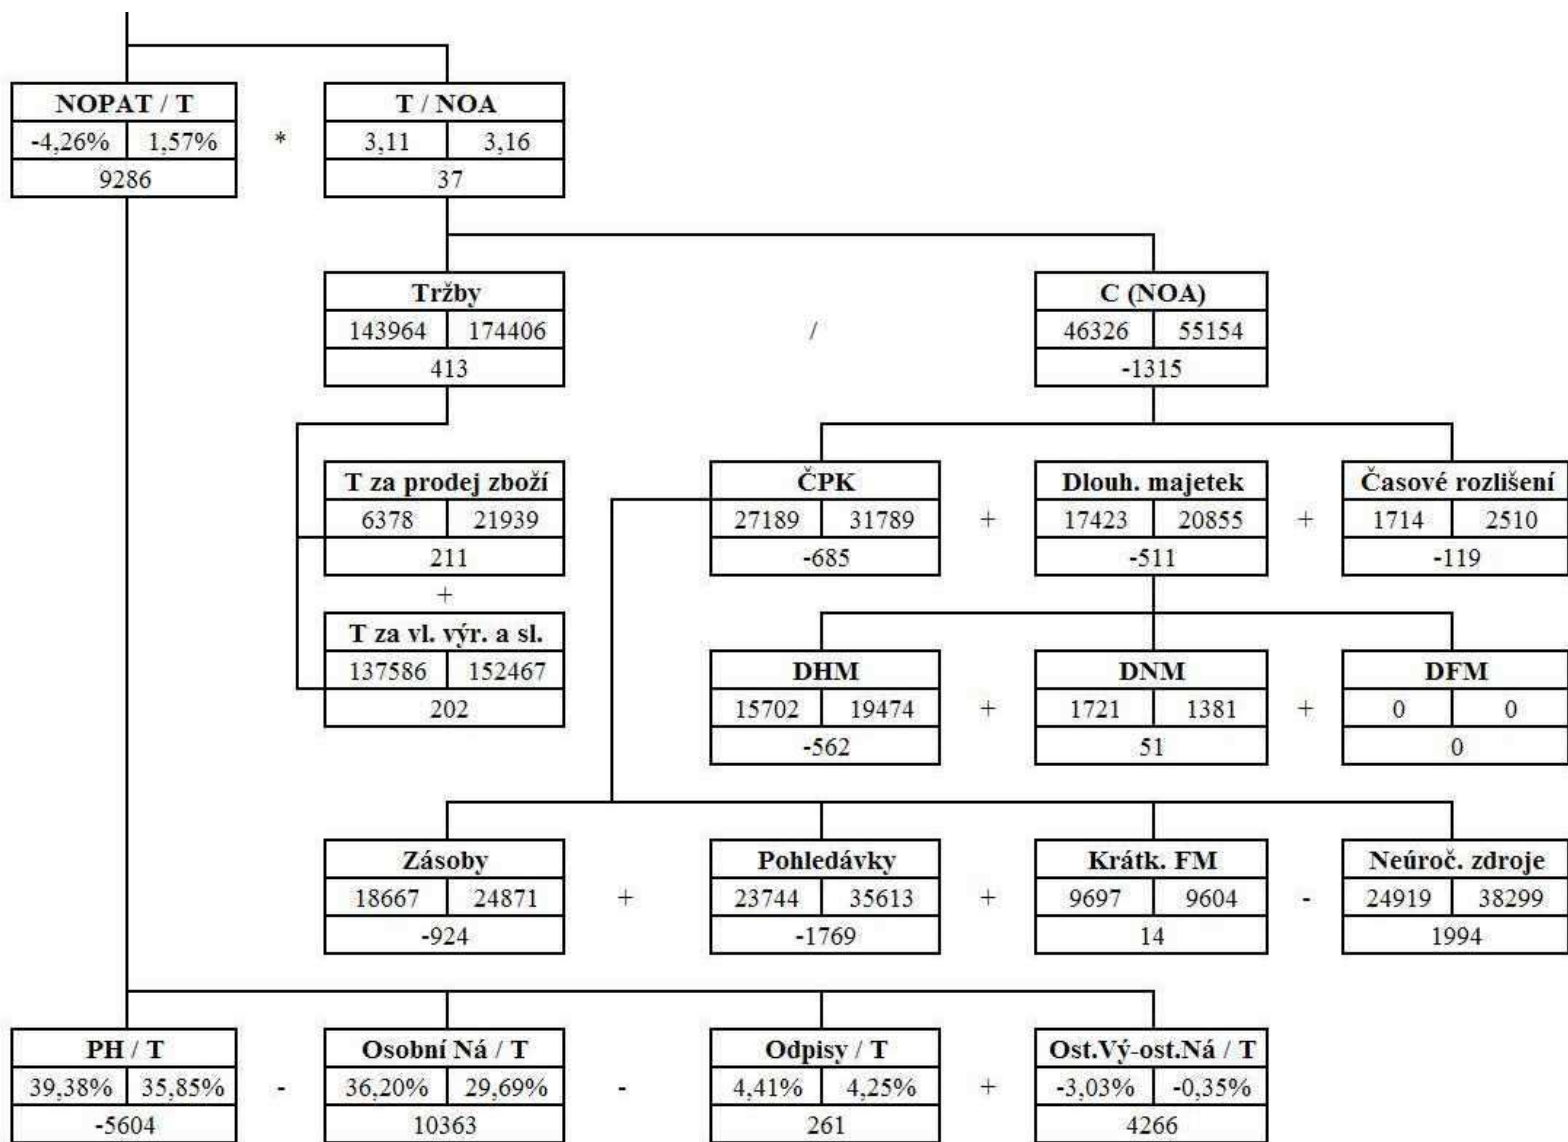 NOPAT / T T / NOA
-4,26% 1,57% * 3,11 3,16
9286 37
Tržby C (NOA)
143964 174406 / 46326 55154
413 -1315
T za prodej zboží ČPK Dlouh. majetek Časové rozlišení
6378 21939 27189 31789 + 17423 20855 + 1714 2510
211 -685 -511 -119
+
T za vl. výr. a sl. DHM DNM DFM
137586 152467 15702 19474 + 1721 1381 + 0 0
202 -562 51 0
Zásoby Pohledávky Krátk. FM Neúroč. zdroje
18667 24871 + 23744 35613 + 9697 9604 - 24919 38299
-924 -1769 14 1994
PH / T Osobní Ná / T Odpisy / T Ost.Vý-ost.Ná / T
39,38% 35,85% - 36,20% 29,69% - 4,41% 4,25% + -3,03% -0,35%
-5604 10363 261 4266